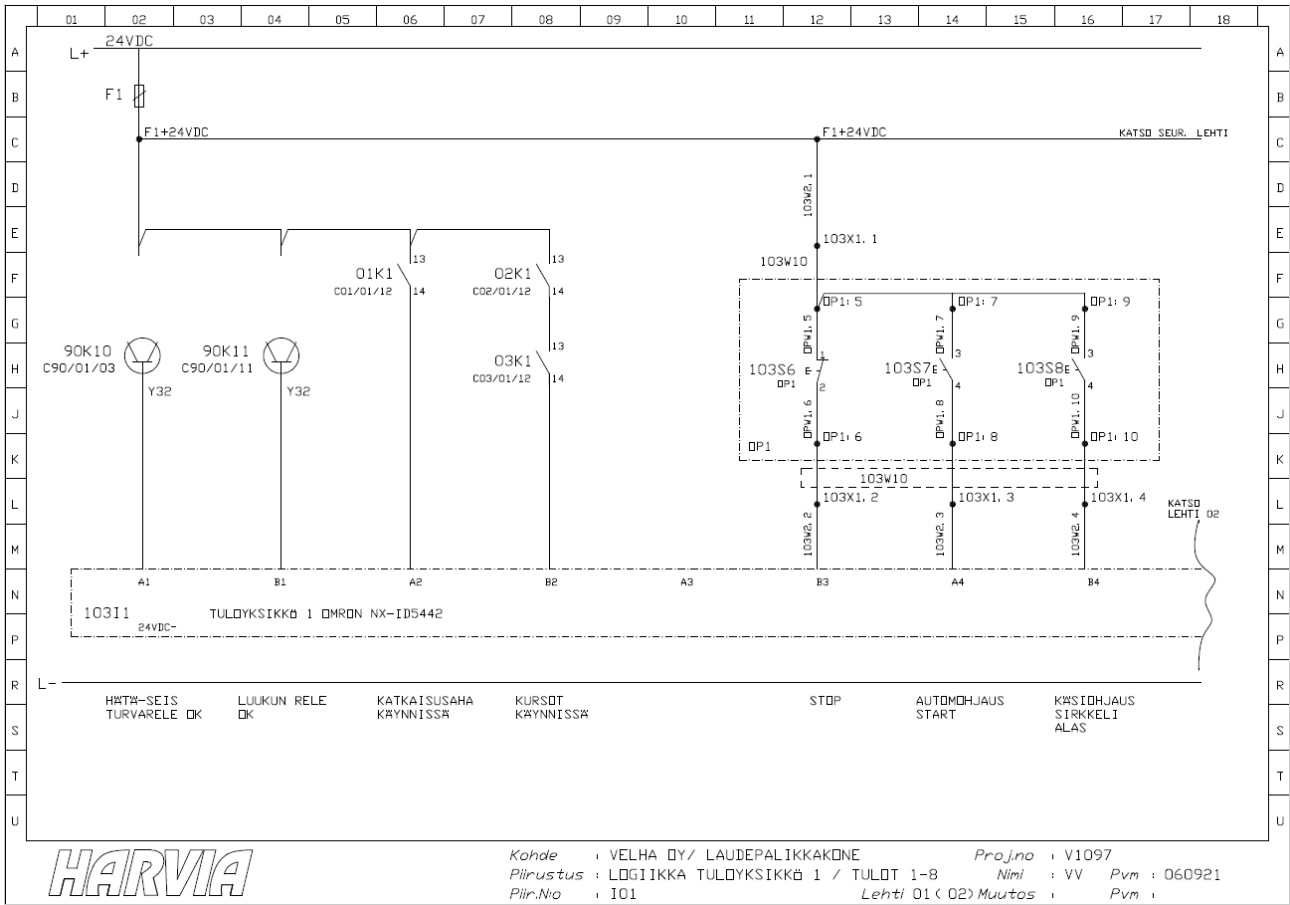 01 02 03 04 05 06 07 08 09 10 11 12 13 14 15 16 17 18
A A
B B
C C
D D
E E
F F
G G
H H
J J
K K
L L
M M
N N
P P
R R
S S
T T
U U
24VDC
L+
F1
F1+24VDC
F1+24VDC
KATSO SEUR. LEHTI
103W2.1
103X1.1
103W10
01K1
C01/01/12
13
14
02K1
C02/01/12
13
14
03K1
C03/01/12
13
14
90K10
C90/01/03
Y32
90K11
C90/01/11
Y32
OP1:5
OP1:7
OP1:9
OPW1.5
OPW1.7
OPW1.9
103S6 E
OP1
1
2
103S7E
OP1
3
4
103S8E
OP1
3
4
OPW1.6
OPW1.8
OPW1.10
OP1:6
OP1:8
OP1:10
OP1
103W10
103X1.2
103X1.3
103X1.4
103W2.2
103W2.3
103W2.4
KATSO
LEHTI 02
A1 B1 A2 B2 A3 B3 A4 B4
103I1
TULOYKSIKKö 1 OMRON NX-ID5442
24VDC-
L-
HÄTÄ-SEIS
TURVARELE OK
LUUKUN RELE
OK
KATKAISUSAHA
KÄYNNISSÄ
KURSOT
KÄYNNISSÄ
STOP
AUTOMOHJAUS
START
KÄSIOHJAUS
SIRKKELI
ALAS
HARVIA
Kohde : VELHA OY/ LAUDEPALIKKAKONE Proj.no : V1097
Piirustus : LOGIIKKA TULOYKSIKKö 1 / TULOT 1-8 Nimi : VV Pvm : 060921
Piir.N:o : I01 Lehti 01( 02) Muutos : Pvm :